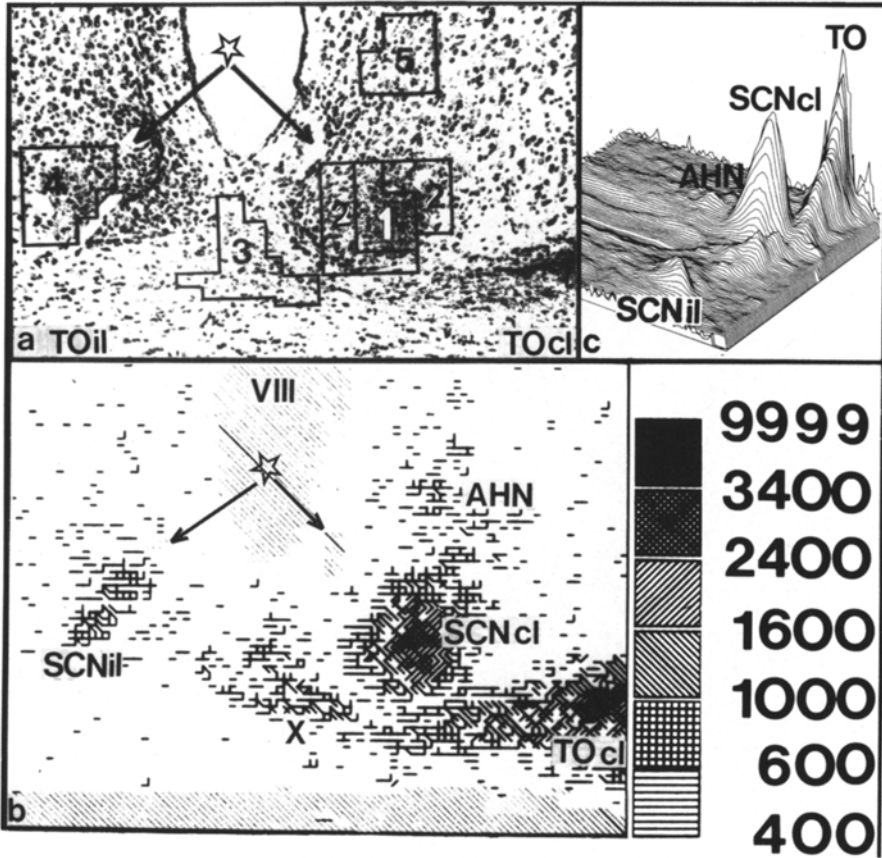 5
4
2
1
2
3
a TOil
TOcl
c
TO
SCNcl
AHN
SCNil
VIII
AHN
SCNcl
SCNil
X
TOcl
b
9999
3400
2400
1600
1000
600
400